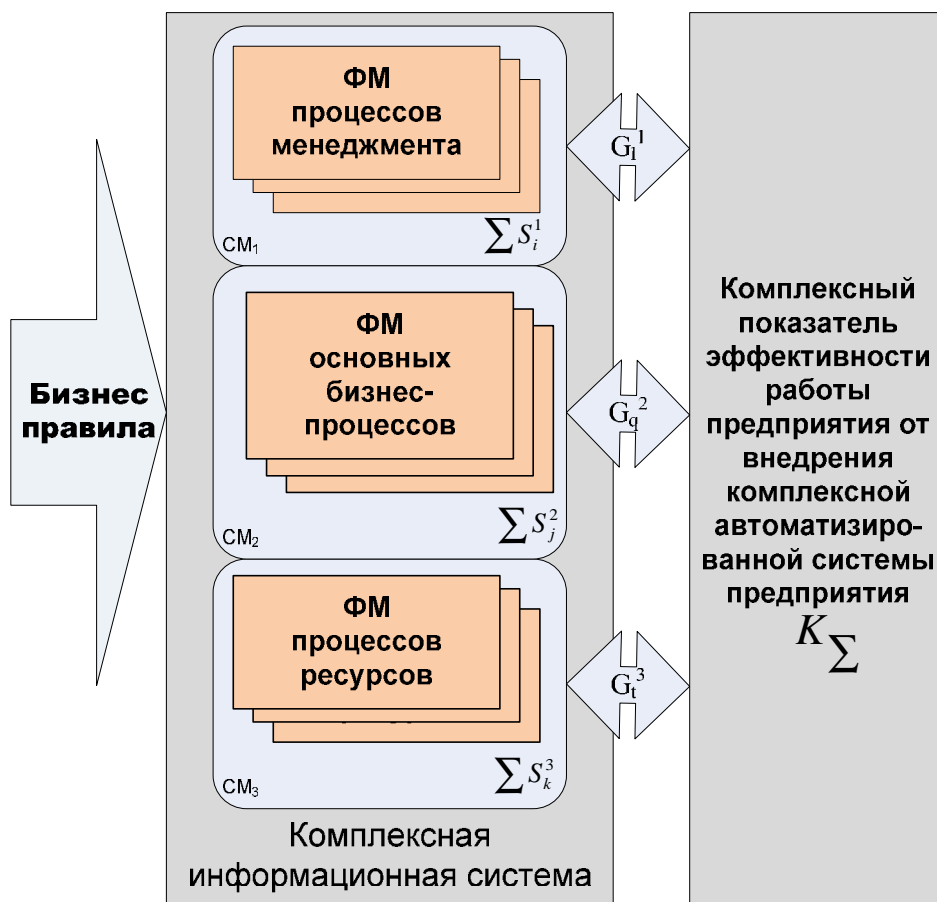 Бизнес
правила
ФМ
процессов
менеджмента
СМ₁
∑ S_i^1
ФМ
основных
бизнес-
процессов
СМ₂
∑ S_j^2
ФМ
процессов
ресурсов
СМ₃
∑ S_k^3
Комплексная
информационная система
G_l^1
G_q^2
G_t^3
Комплексный
показатель
эффективности
работы
предприятия от
внедрения
комплексной
автоматизиро-
ванной системы
предприятия
K_∑